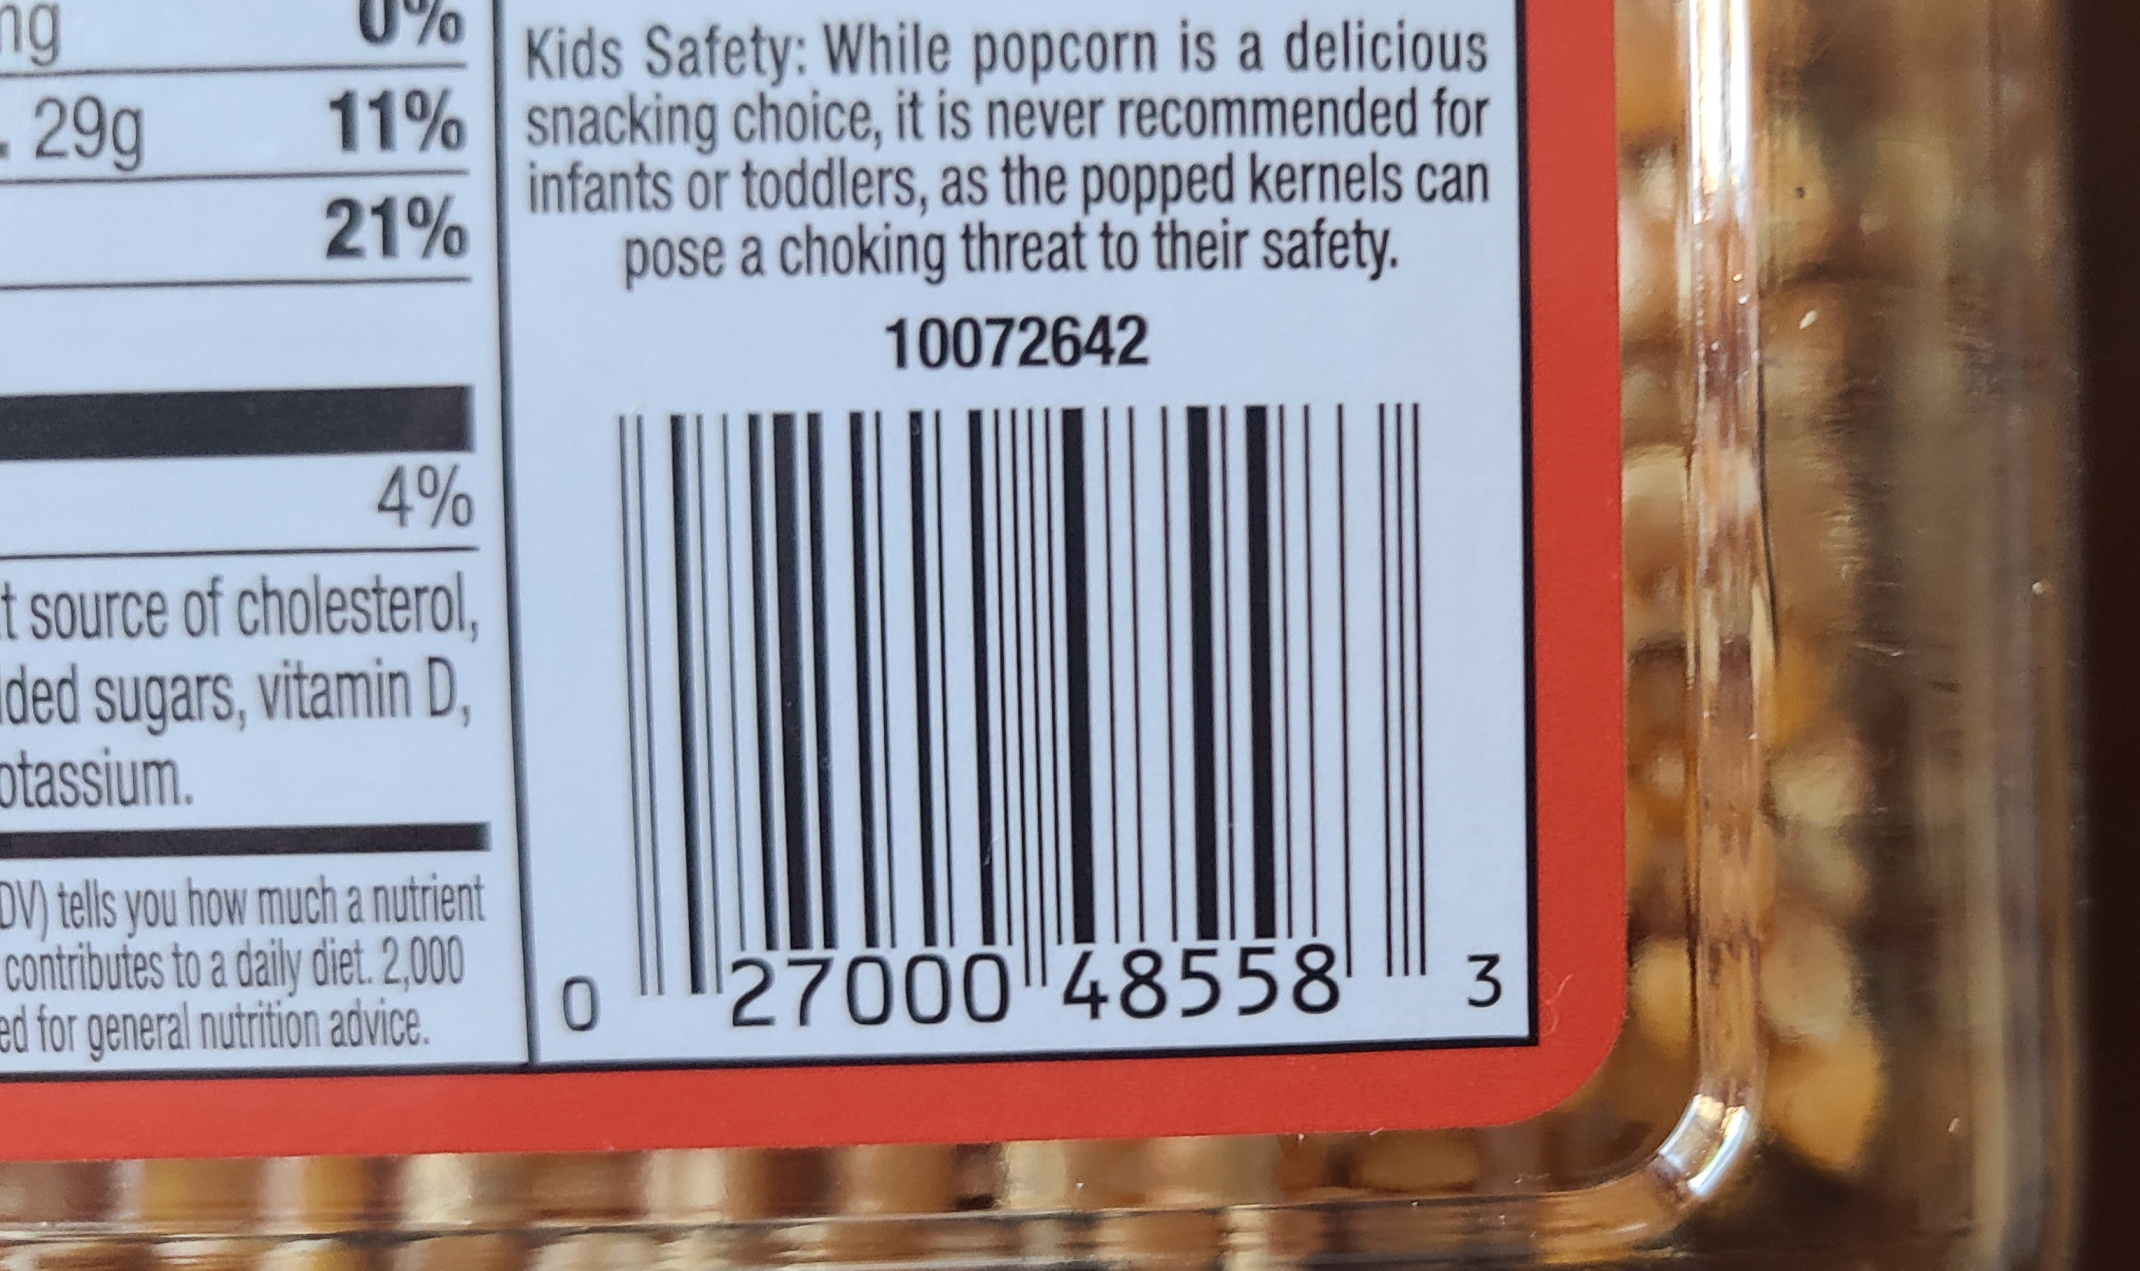 0%
. 29g 11%
21%
4%
source of cholesterol,
sugars, vitamin D,
DV) tells you how much a nutrient
contributes to a daily diet. 2,000
for general nutrition advice.
Kids Safety: While popcorn is a delicious
snacking choice, it is never recommended for
infants or toddlers, as the popped kernels can
pose a choking threat to their safety.
10072642
0 27000 48558 3